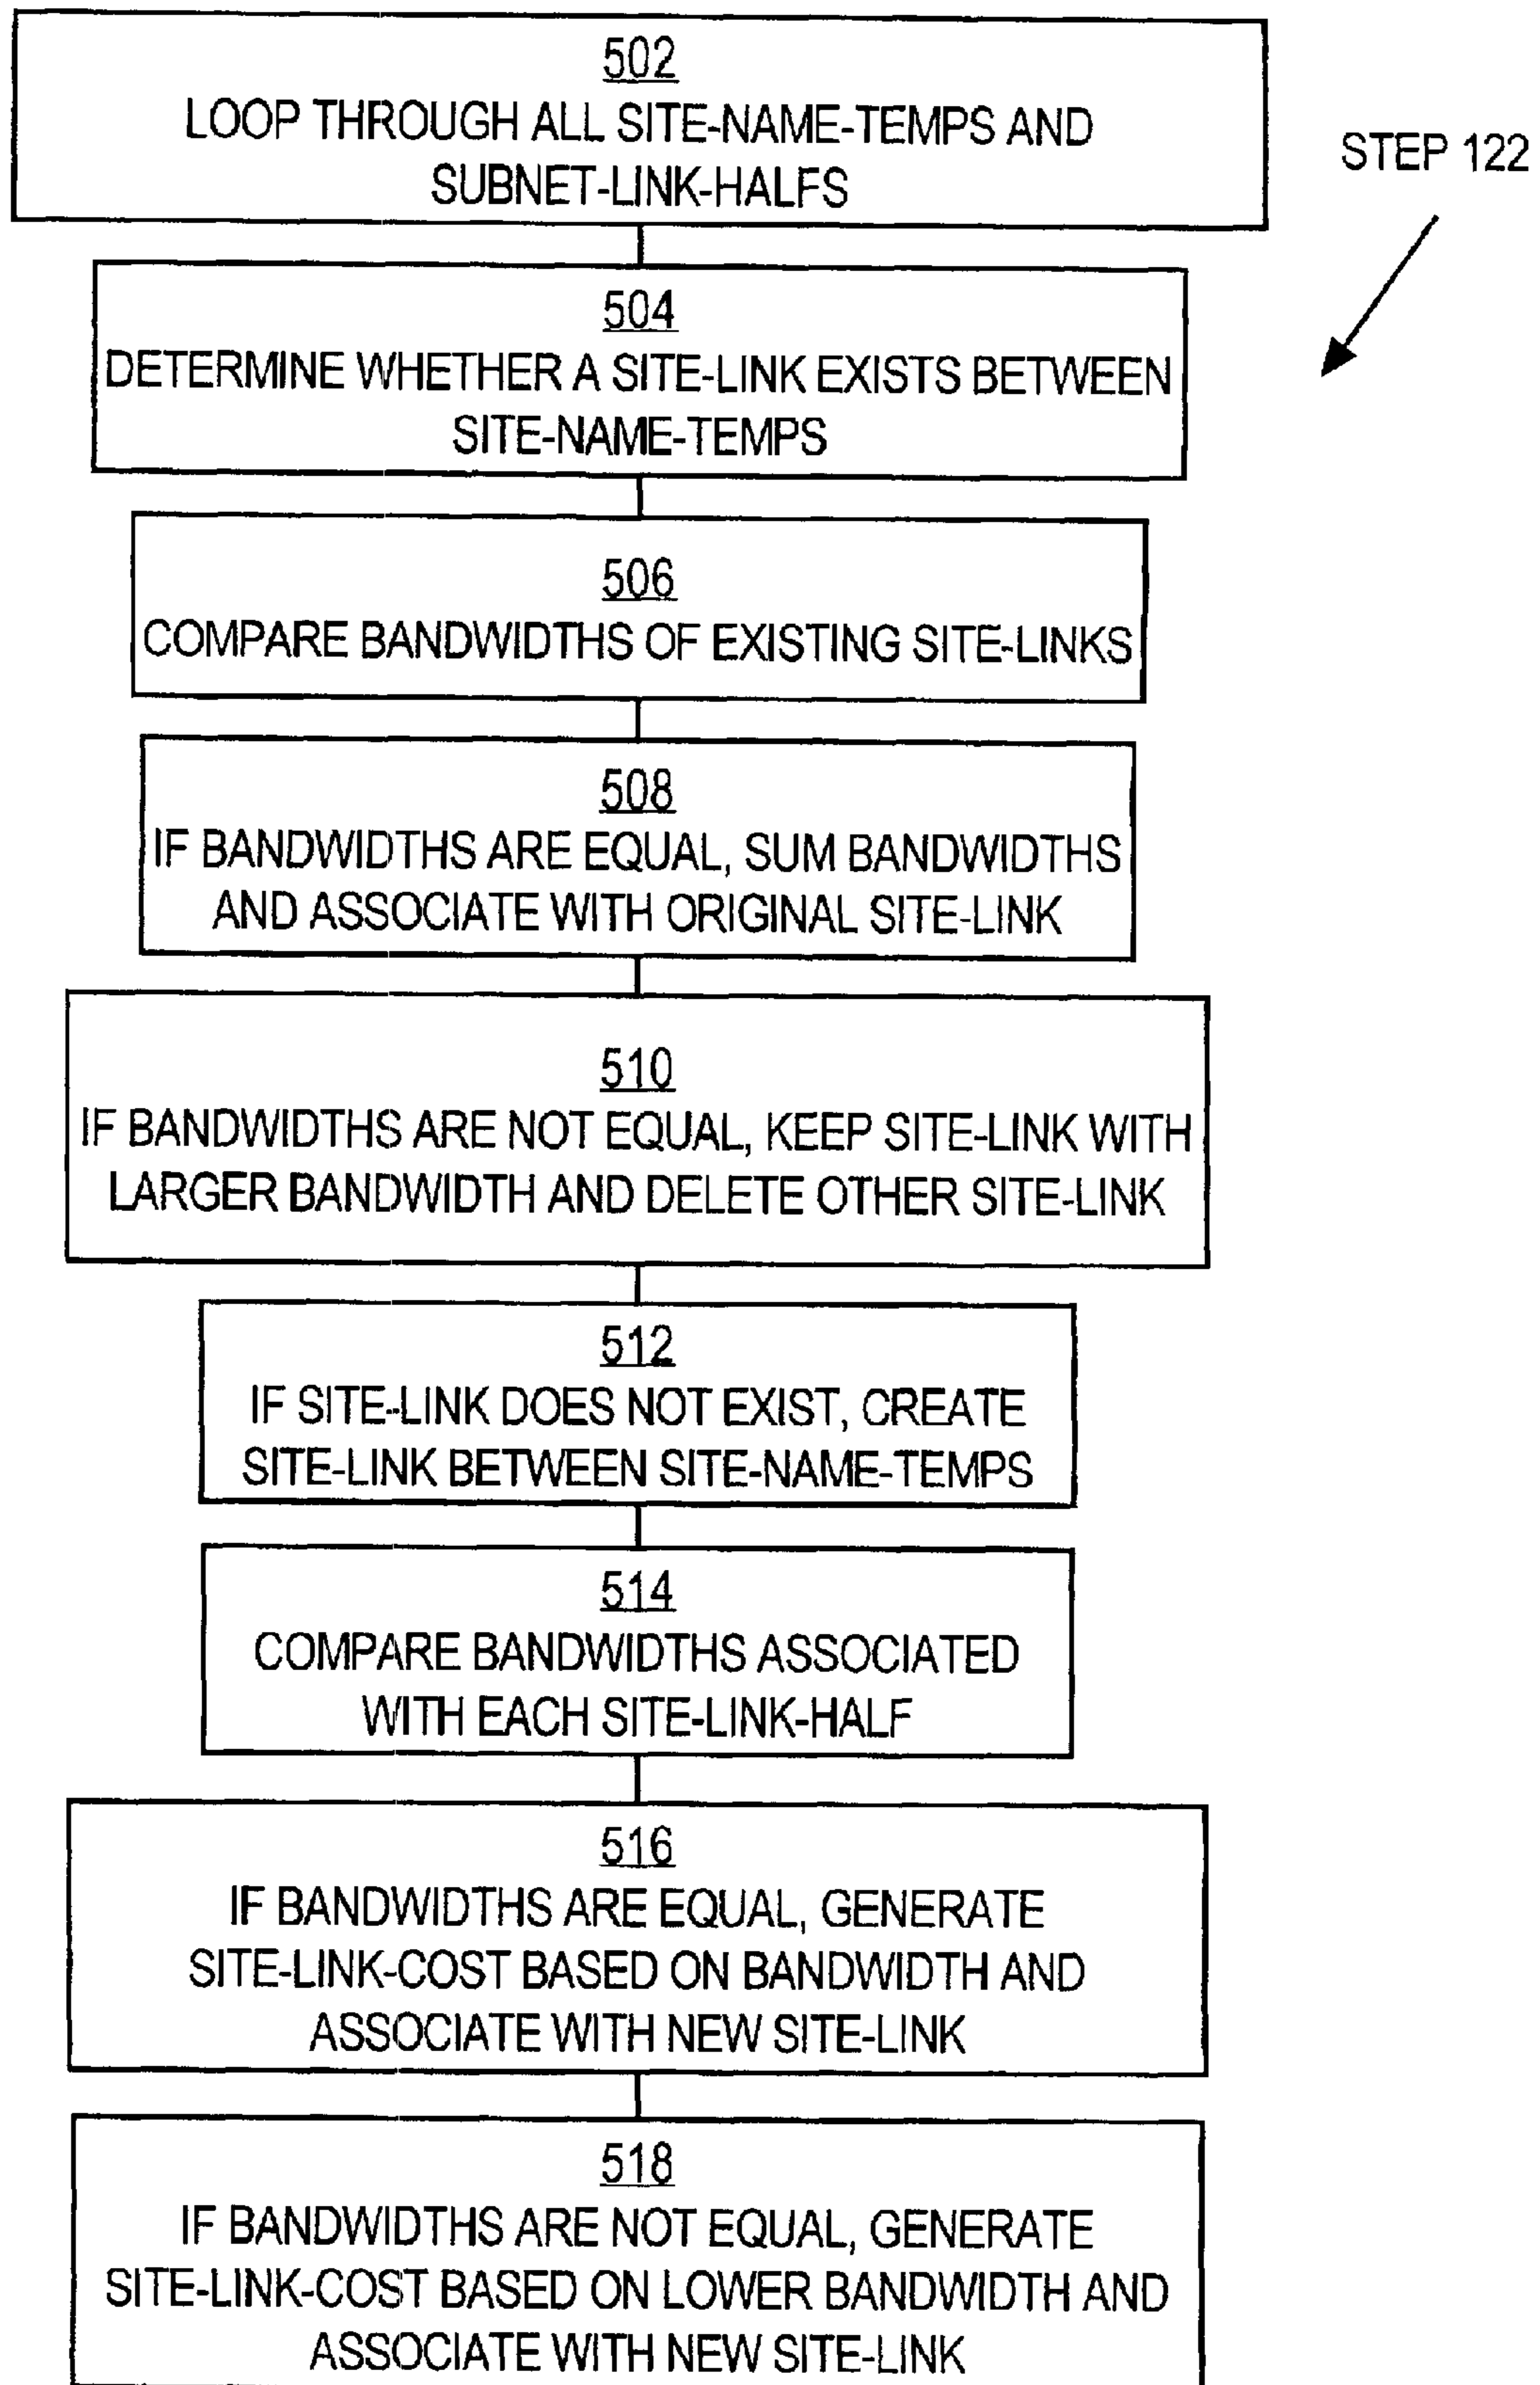 502
LOOP THROUGH ALL SITE-NAME-TEMPS AND
SUBNET-LINK-HALFS
STEP 122
504
DETERMINE WHETHER A SITE-LINK EXISTS BETWEEN
SITE-NAME-TEMPS
506
COMPARE BANDWIDTHS OF EXISTING SITE-LINKS
508
IF BANDWIDTHS ARE EQUAL, SUM BANDWIDTHS
AND ASSOCIATE WITH ORIGINAL SITE-LINK
510
IF BANDWIDTHS ARE NOT EQUAL, KEEP SITE-LINK WITH
LARGER BANDWIDTH AND DELETE OTHER SITE-LINK
512
IF SITE-LINK DOES NOT EXIST, CREATE
SITE-LINK BETWEEN SITE-NAME-TEMPS
514
COMPARE BANDWIDTHS ASSOCIATED
WITH EACH SITE-LINK-HALF
516
IF BANDWIDTHS ARE EQUAL, GENERATE
SITE-LINK-COST BASED ON BANDWIDTH AND
ASSOCIATE WITH NEW SITE-LINK
518
IF BANDWIDTHS ARE NOT EQUAL, GENERATE
SITE-LINK-COST BASED ON LOWER BANDWIDTH AND
ASSOCIATE WITH NEW SITE-LINK